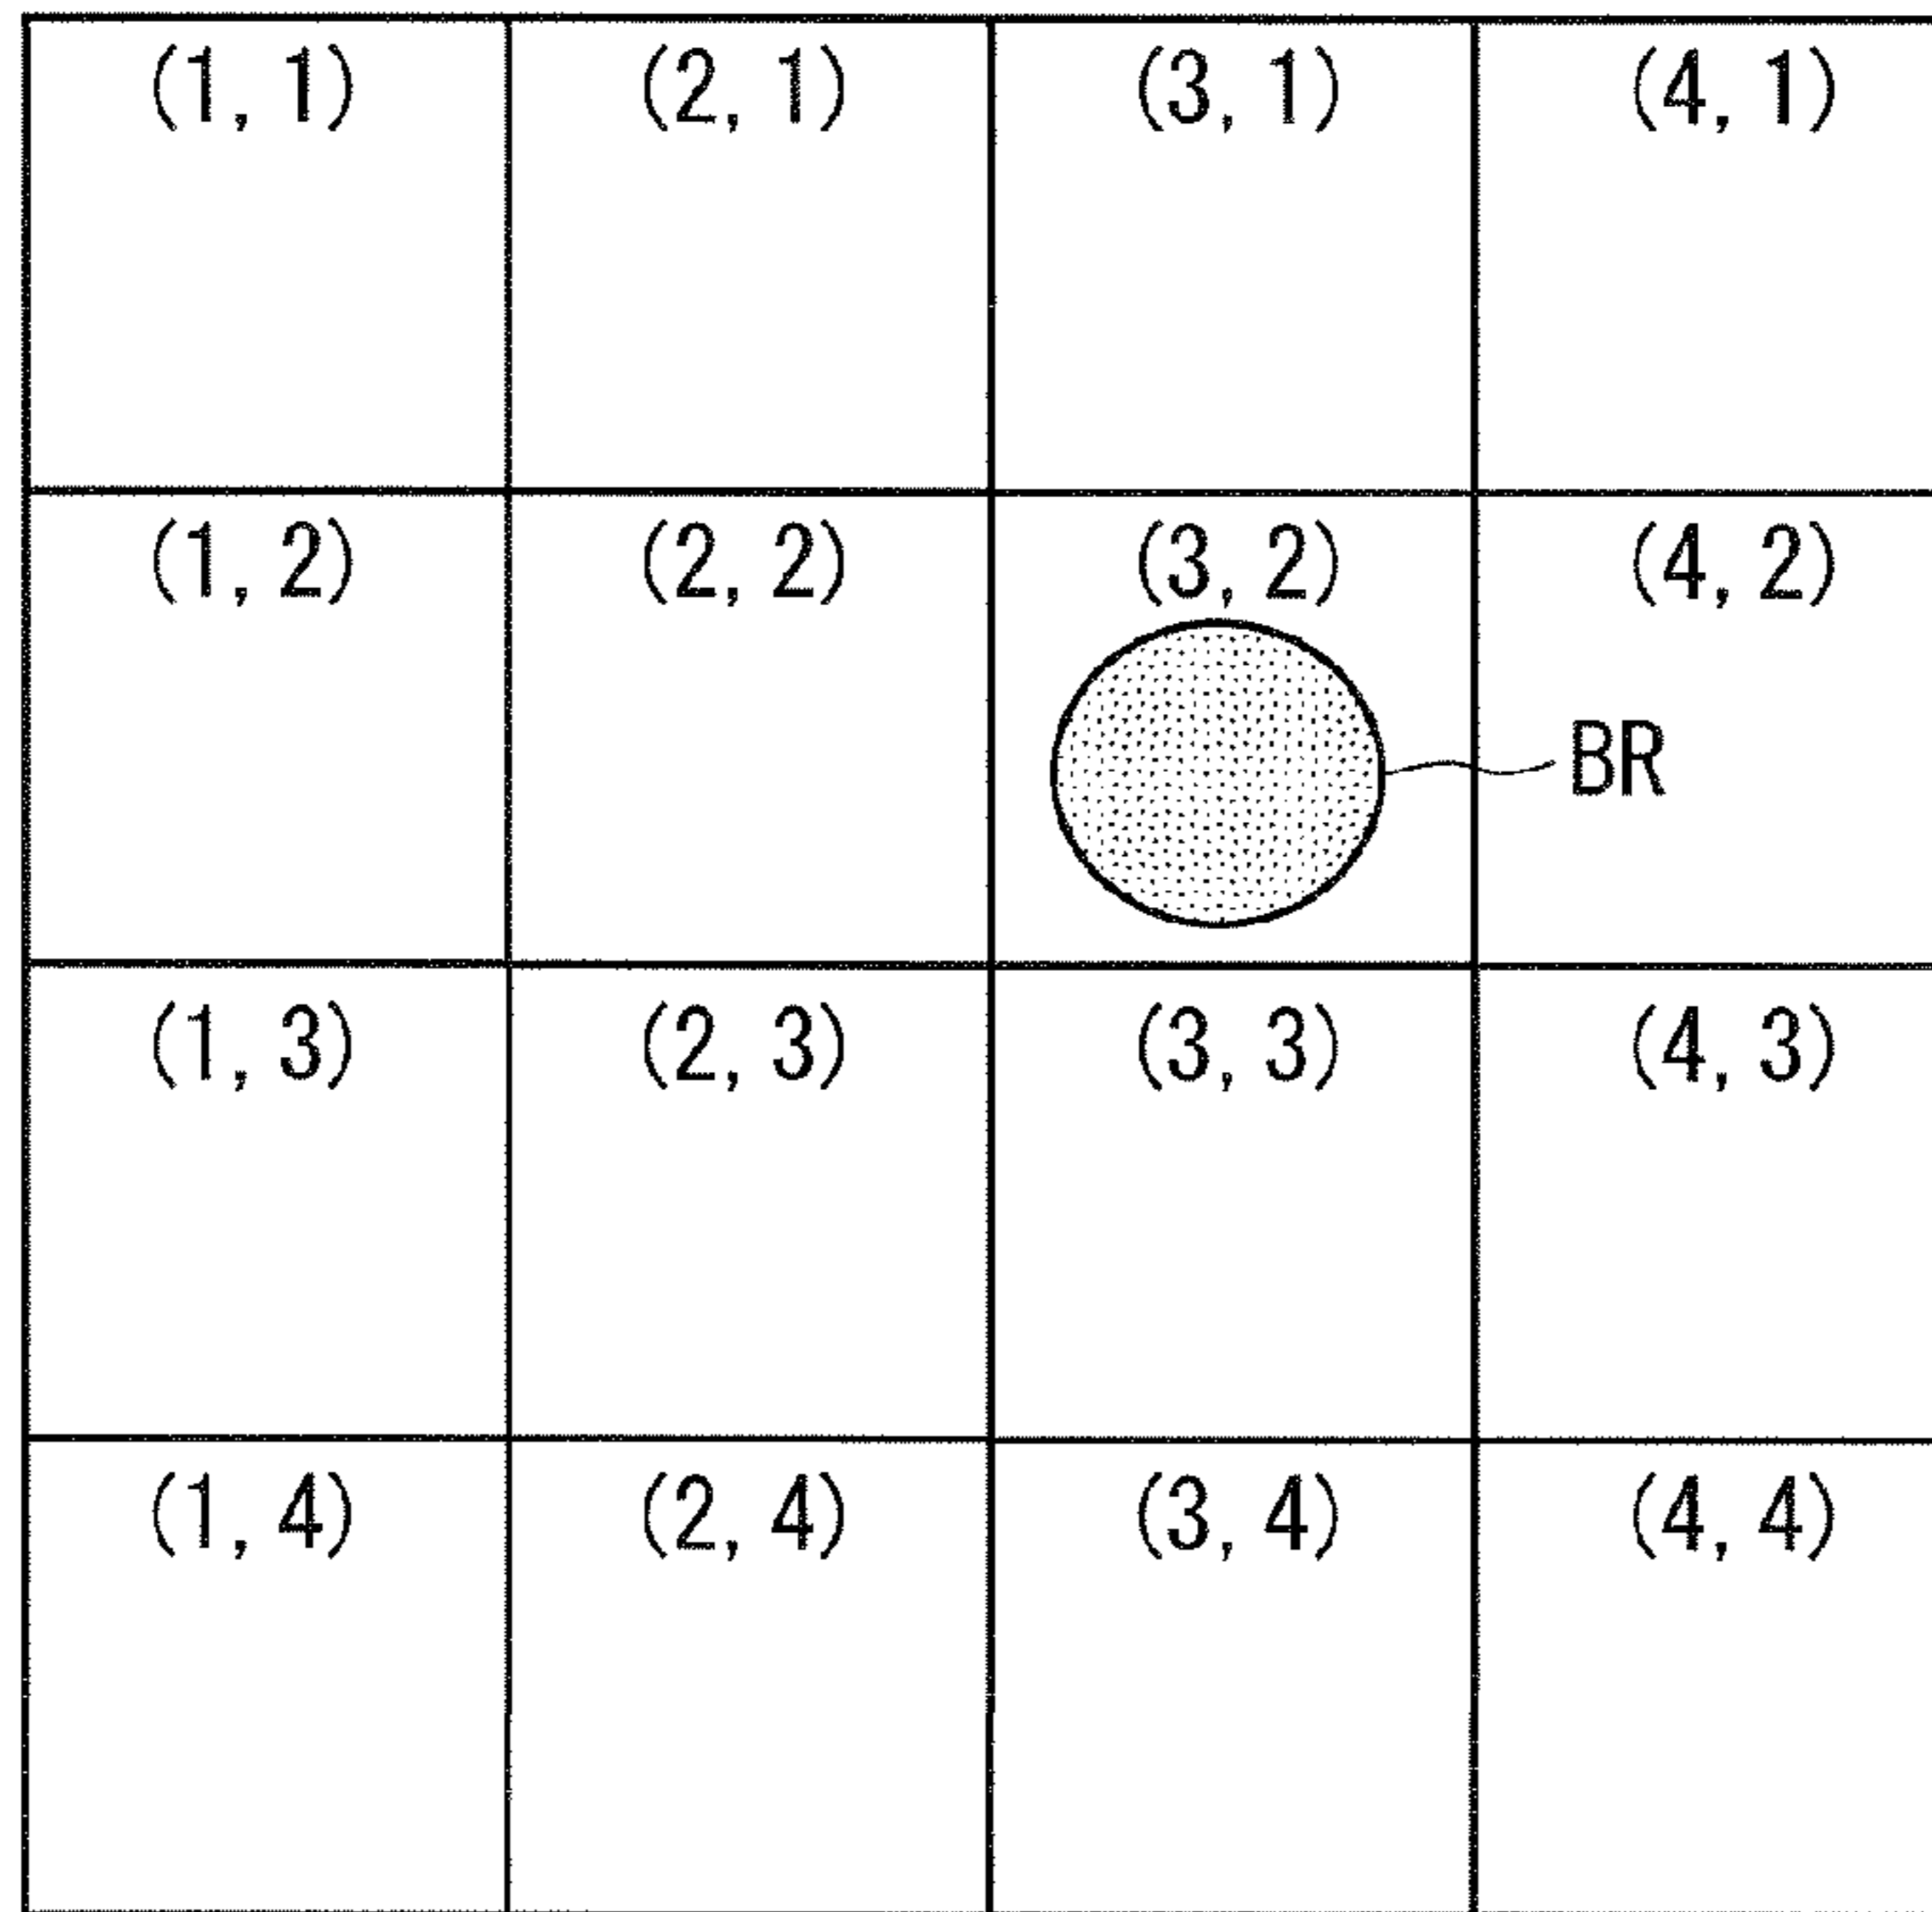 (1, 1) (2, 1) (3, 1) (4, 1)
(1, 2) (2, 2) (3, 2) (4, 2)
BR
(1, 3) (2, 3) (3, 3) (4, 3)
(1, 4) (2, 4) (3, 4) (4, 4)